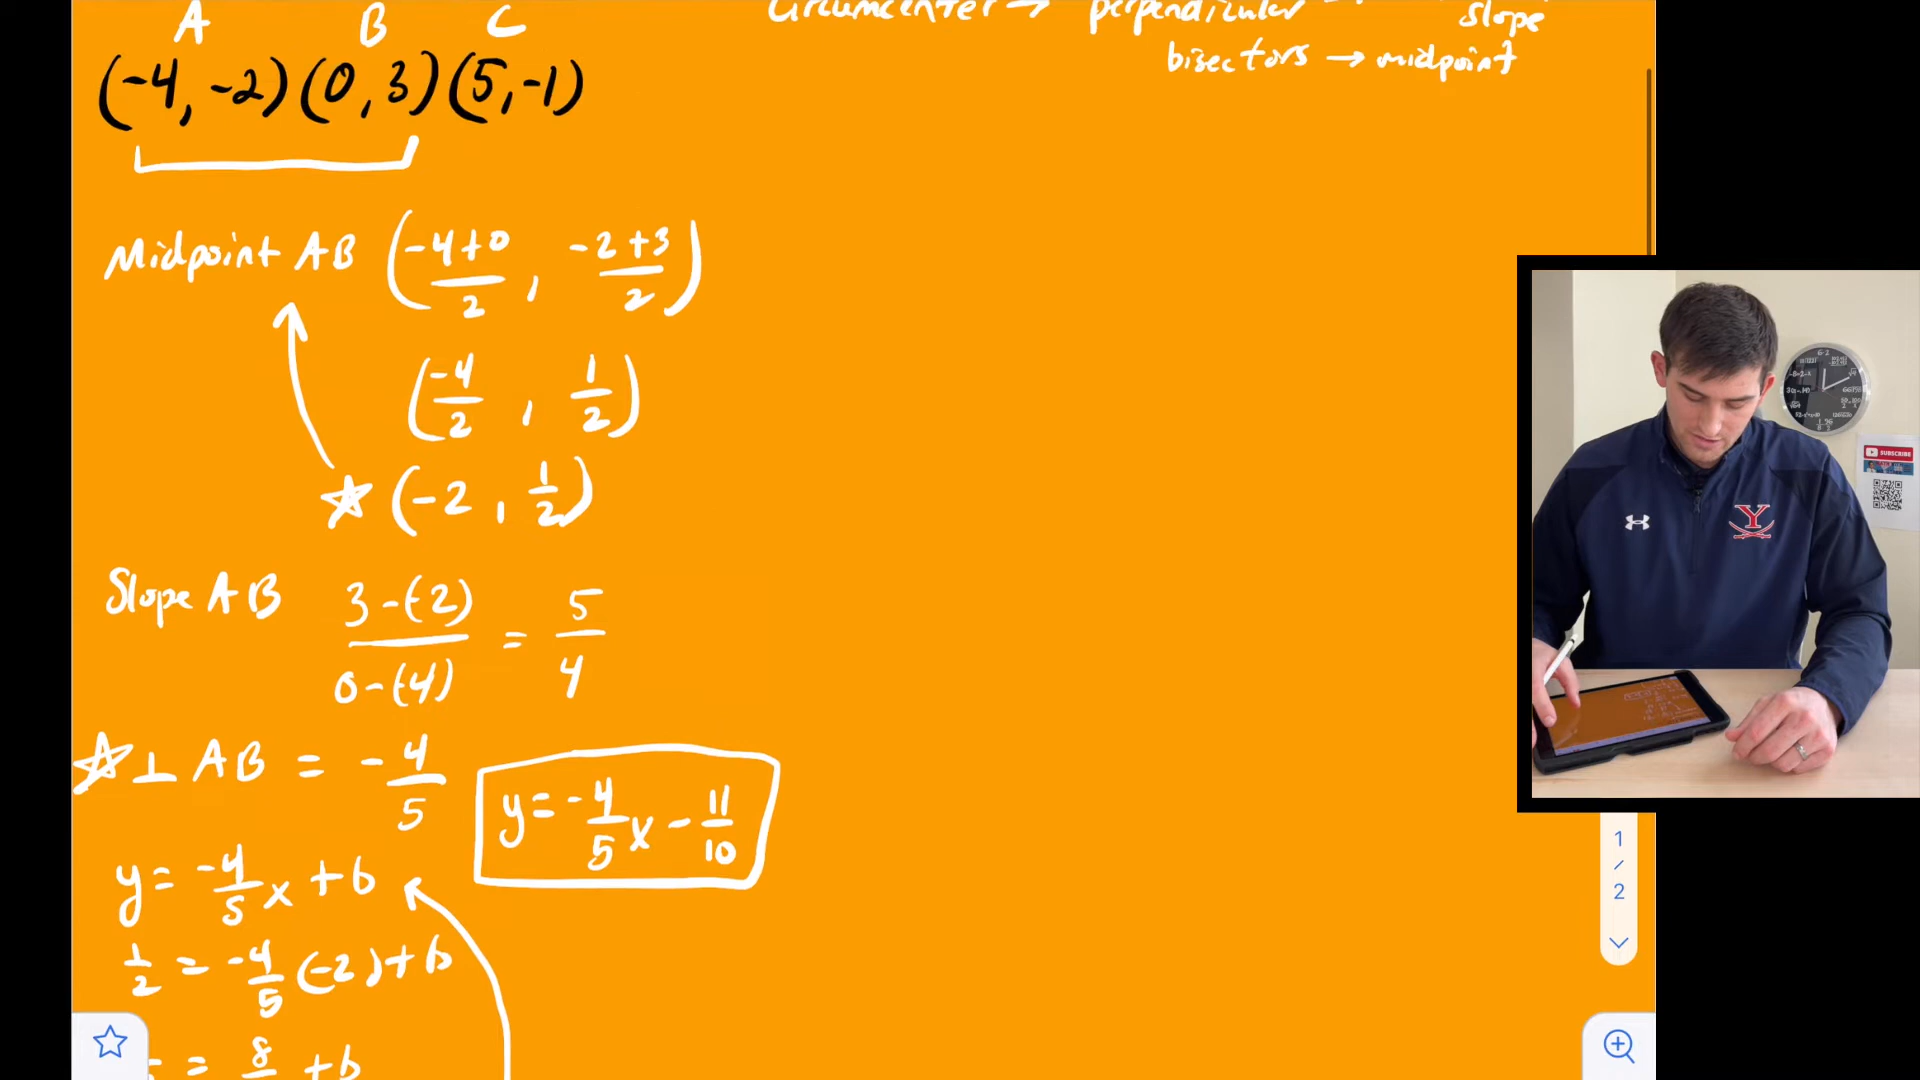 A B C
(-4, -2) (0, 3) (5, -1)
Circumcenter → perpendicular → slope
bisectors → midpoint
Midpoint AB ( (-4+0)/2 , (-2+3)/2 )
( -4/2 , 1/2 )
☆ (-2 , 1/2)
Slope AB (3-(-2))/(0-(-4)) = 5/4
☆ ⊥ AB = -4/5
y = -4/5 x - 11/10
y = -4/5 x + b
1/2 = -4/5 (-2) + b
= 8 + b
SUBSCRIBE
Y
1
/
2